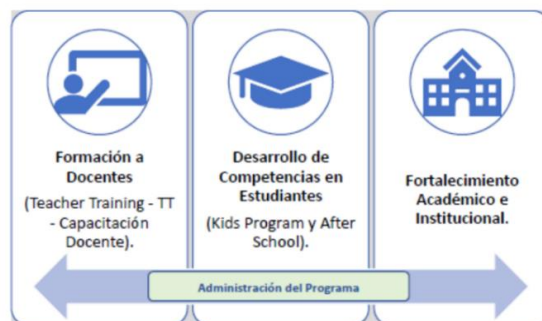 Formación a
Docentes
(Teacher Training - TT
- Capacitación
Docente).
Desarrollo de
Competencias en
Estudiantes
(Kids Program y After
School).
Fortalecimiento
Académico e
Institucional.
Administración del Programa